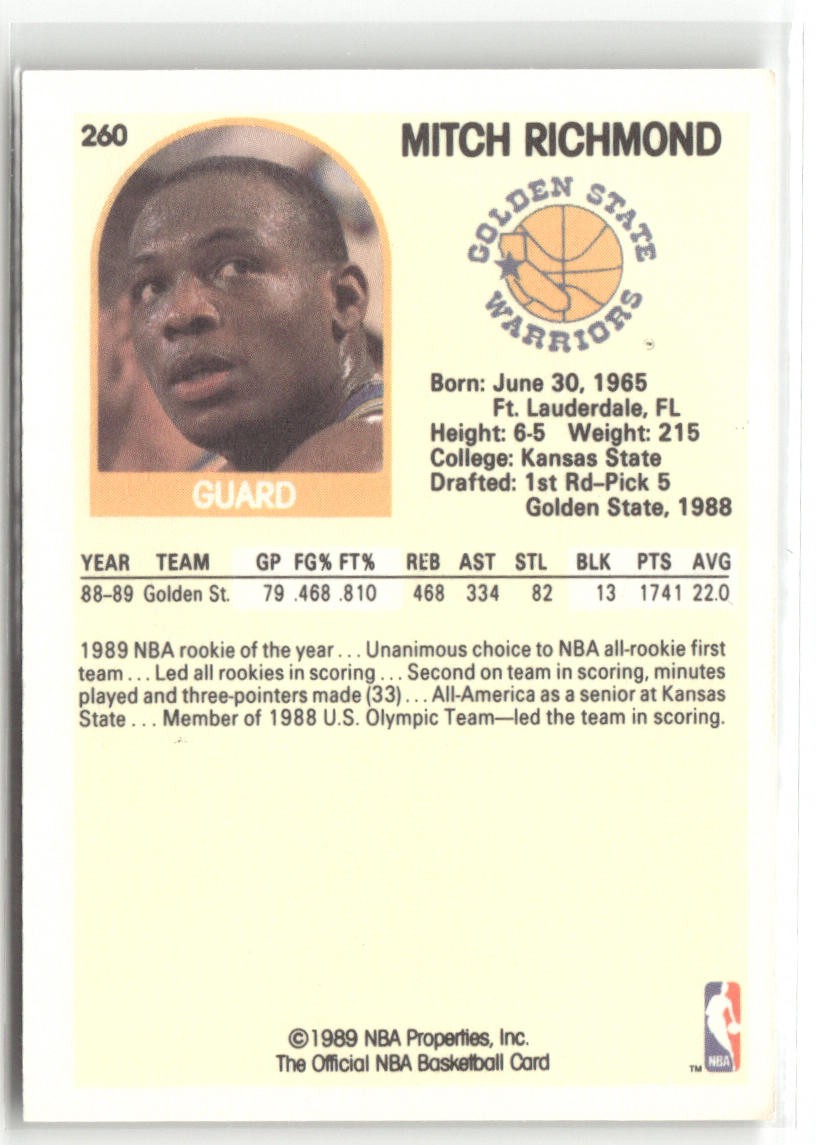 260
MITCH RICHMOND
GOLDEN STATE
WARRIORS
Born: June 30, 1965
Ft. Lauderdale, FL
Height: 6-5 Weight: 215
College: Kansas State
Drafted: 1st Rd–Pick 5
Golden State, 1988
GUARD
YEAR TEAM GP FG% FT% REB AST STL BLK PTS AVG
88–89 Golden St. 79 .468 .810 468 334 82 13 1741 22.0
1989 NBA rookie of the year . . . Unanimous choice to NBA all-rookie first
team . . . Led all rookies in scoring . . . Second on team in scoring, minutes
played and three-pointers made (33) . . . All-America as a senior at Kansas
State . . . Member of 1988 U.S. Olympic Team—led the team in scoring.
©1989 NBA Properties, Inc.
The Official NBA Basketball Card
TM NBA